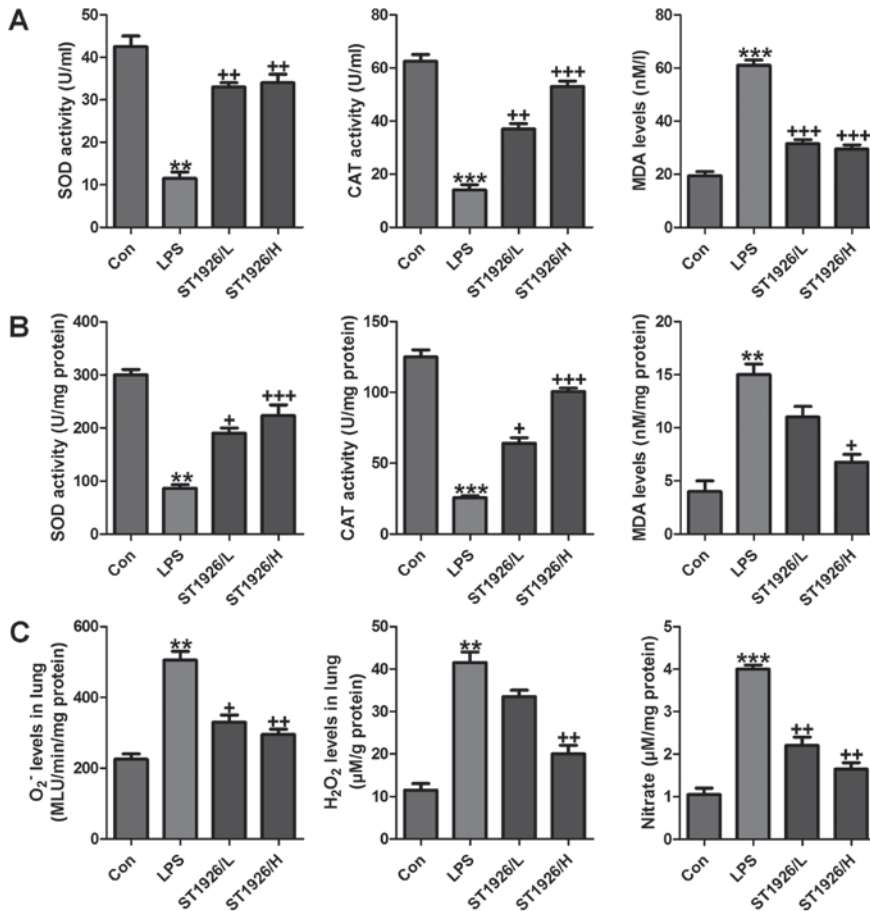 A
SOD activity (U/ml)
50
40
30
20
10
0
**
++
++
Con
LPS
ST1926/L
ST1926/H
CAT activity (U/ml)
80
60
40
20
0
***
++
+++
Con
LPS
ST1926/L
ST1926/H
MDA levels (nM/l)
80
60
40
20
0
***
+++
+++
Con
LPS
ST1926/L
ST1926/H
B
SOD activity (U/mg protein)
400
300
200
100
0
**
+
+++
Con
LPS
ST1926/L
ST1926/H
CAT activity (U/mg protein)
150
100
50
0
***
+
+++
Con
LPS
ST1926/L
ST1926/H
MDA levels (nM/mg protein)
20
15
10
5
0
**
+
Con
LPS
ST1926/L
ST1926/H
C
O₂⁻ levels in lung
(MLU/min/mg protein)
600
400
200
0
**
+
++
Con
LPS
ST1926/L
ST1926/H
H₂O₂ levels in lung
(µM/g protein)
50
40
30
20
10
0
**
++
Con
LPS
ST1926/L
ST1926/H
Nitrate (µM/mg protein)
5
4
3
2
1
0
***
++
++
Con
LPS
ST1926/L
ST1926/H